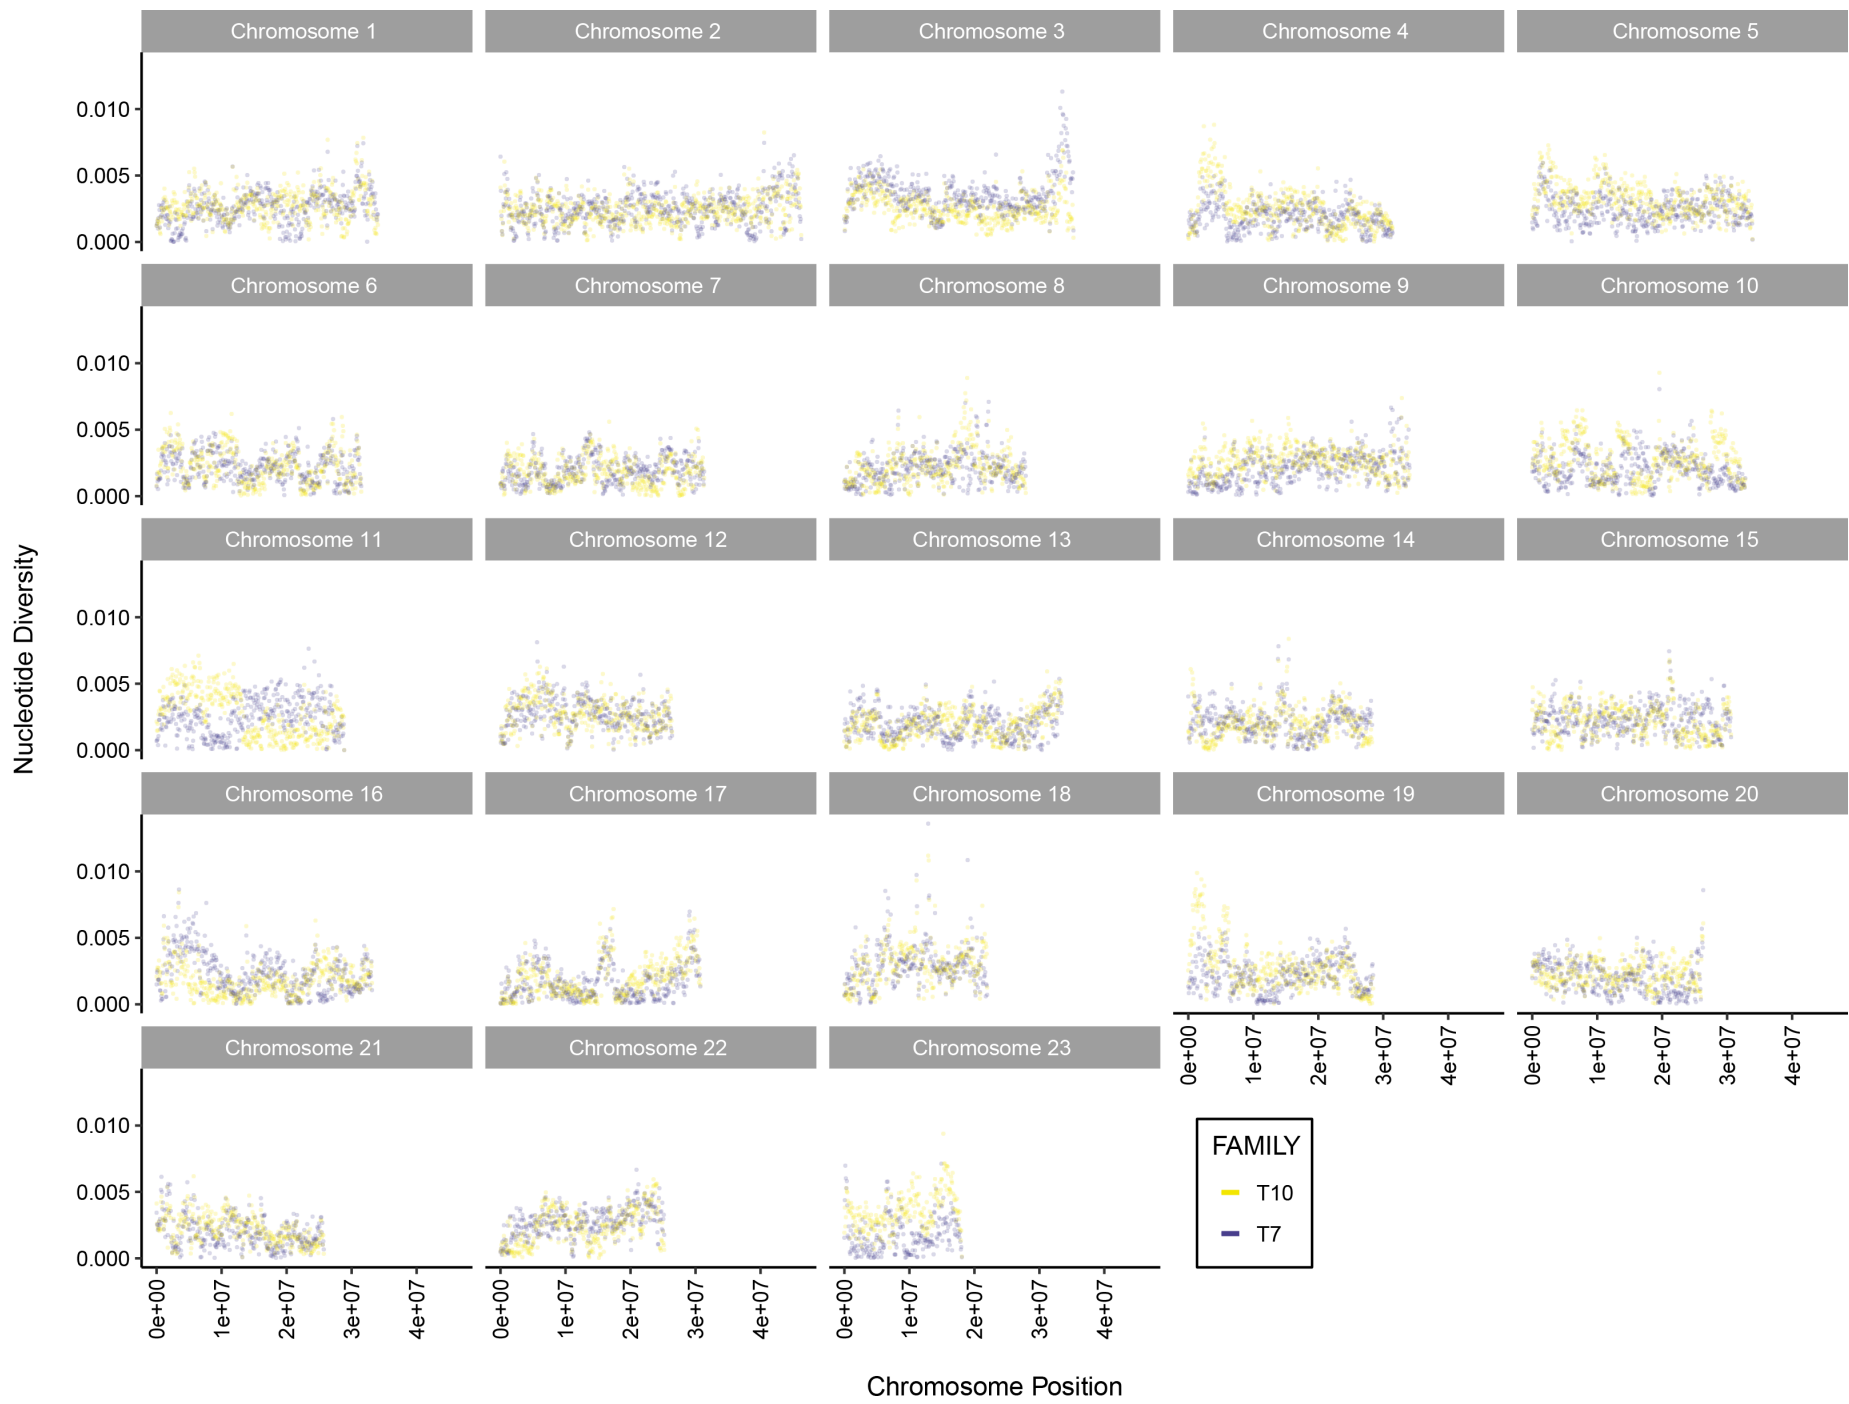 Chromosome 1
Chromosome 2
Chromosome 3
Chromosome 4
Chromosome 5
0.010
0.005
0.000
Chromosome 6
Chromosome 7
Chromosome 8
Chromosome 9
Chromosome 10
0.010
0.005
0.000
Chromosome 11
Chromosome 12
Chromosome 13
Chromosome 14
Chromosome 15
Nucleotide Diversity
0.010
0.005
0.000
Chromosome 16
Chromosome 17
Chromosome 18
Chromosome 19
Chromosome 20
0.010
0.005
0.000
0e+00
1e+07
2e+07
3e+07
4e+07
0e+00
1e+07
2e+07
3e+07
4e+07
Chromosome 21
Chromosome 22
Chromosome 23
0.010
0.005
0.000
0e+00
1e+07
2e+07
3e+07
4e+07
0e+00
1e+07
2e+07
3e+07
4e+07
0e+00
1e+07
2e+07
3e+07
4e+07
FAMILY
T10
T7
Chromosome Position